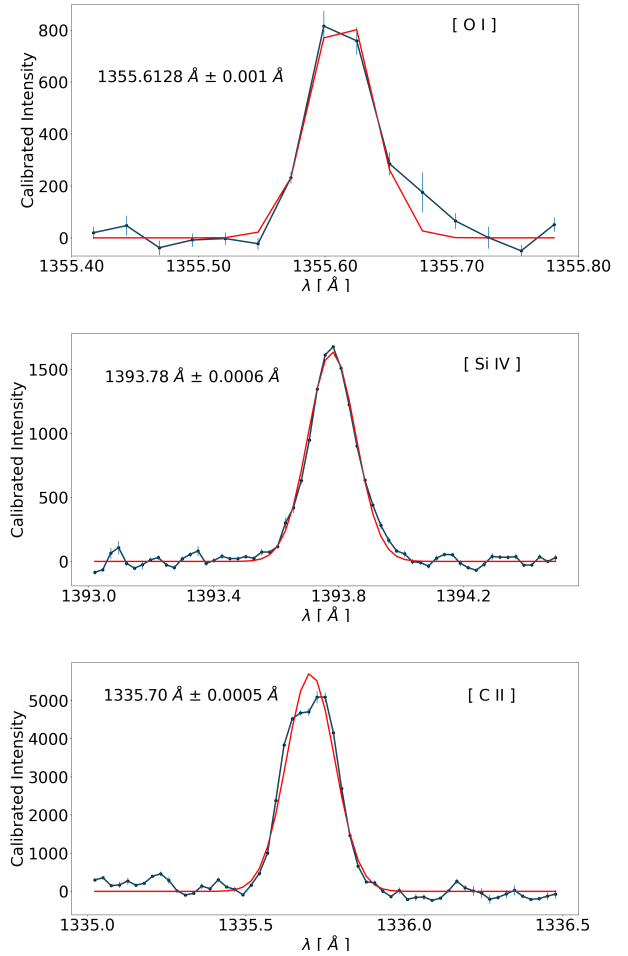 800
600
400
200
0
Calibrated Intensity
[ O I ]
1355.6128 Å ± 0.001 Å
1355.40 1355.50 1355.60 1355.70 1355.80
λ [ Å ]
1500
1000
500
0
Calibrated Intensity
1393.78 Å ± 0.0006 Å
[ Si IV ]
1393.0 1393.4 1393.8 1394.2
λ [ Å ]
5000
4000
3000
2000
1000
0
Calibrated Intensity
1335.70 Å ± 0.0005 Å
[ C II ]
1335.0 1335.5 1336.0 1336.5
λ [ Å ]